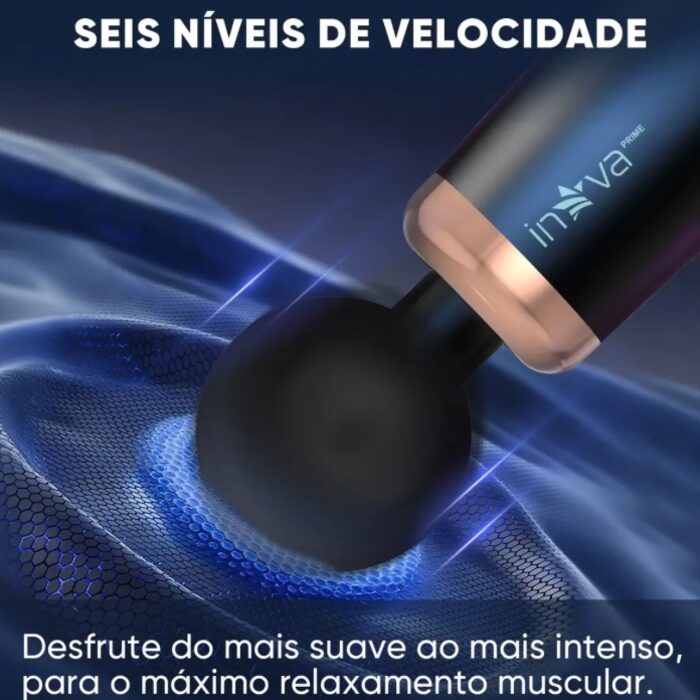 SEIS NÍVEIS DE VELOCIDADE
inova PRIME
Desfrute do mais suave ao mais intenso,
para o máximo relaxamento muscular.